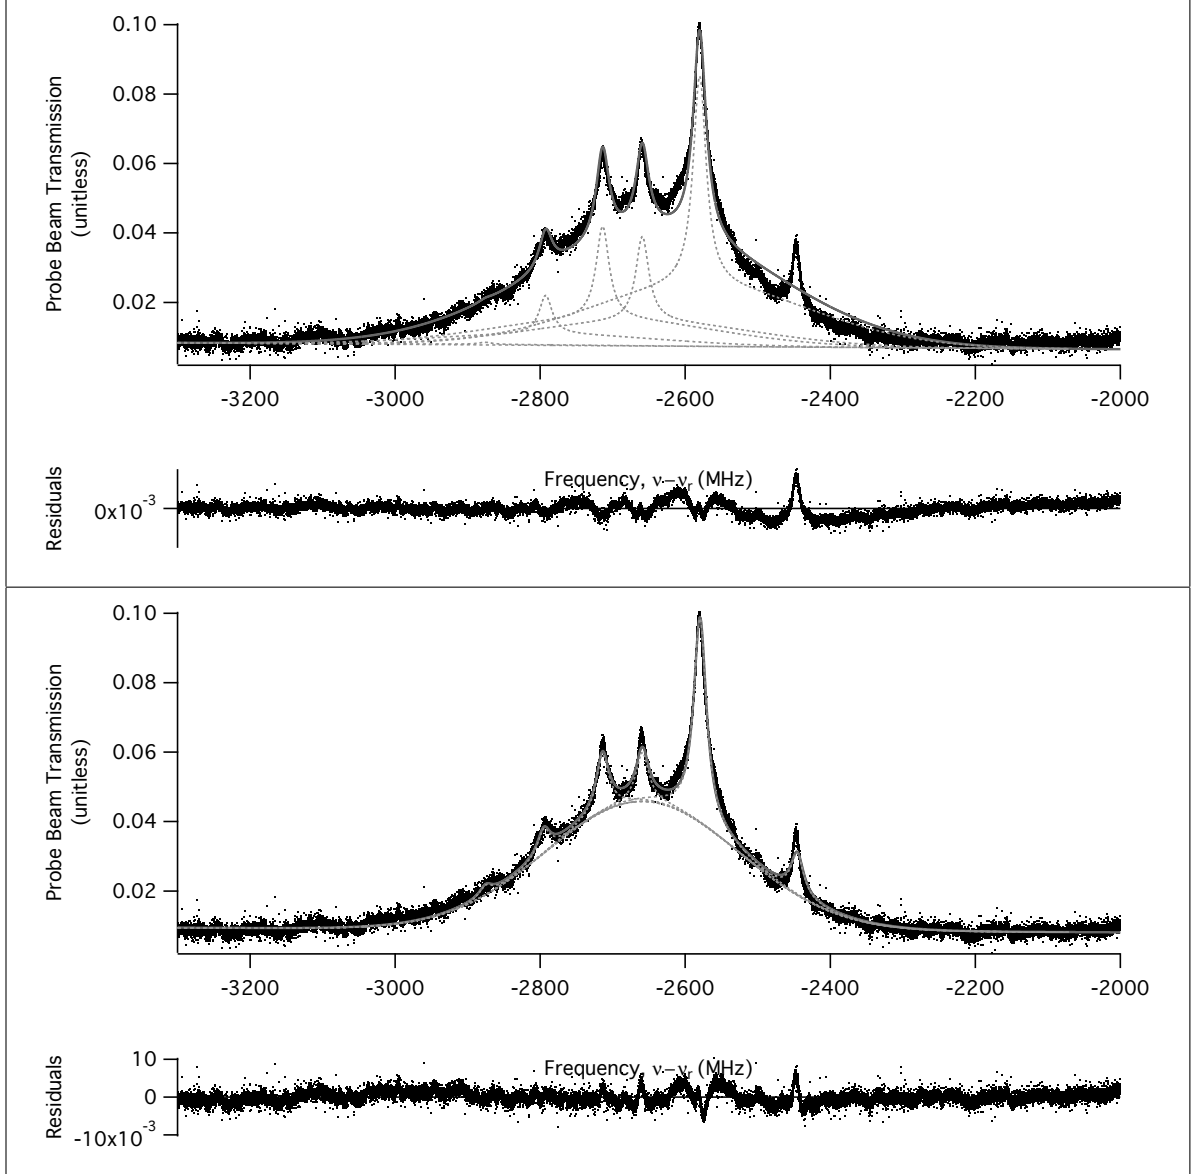 0.10
0.08
0.06
0.04
0.02
Probe Beam Transmission
(unitless)
-3200 -3000 -2800 -2600 -2400 -2200 -2000
Frequency, ν-νr (MHz)
Residuals
0x10-3
0.10
0.08
0.06
0.04
0.02
Probe Beam Transmission
(unitless)
-3200 -3000 -2800 -2600 -2400 -2200 -2000
Frequency, ν-νr (MHz)
Residuals
10
0
-10x10-3